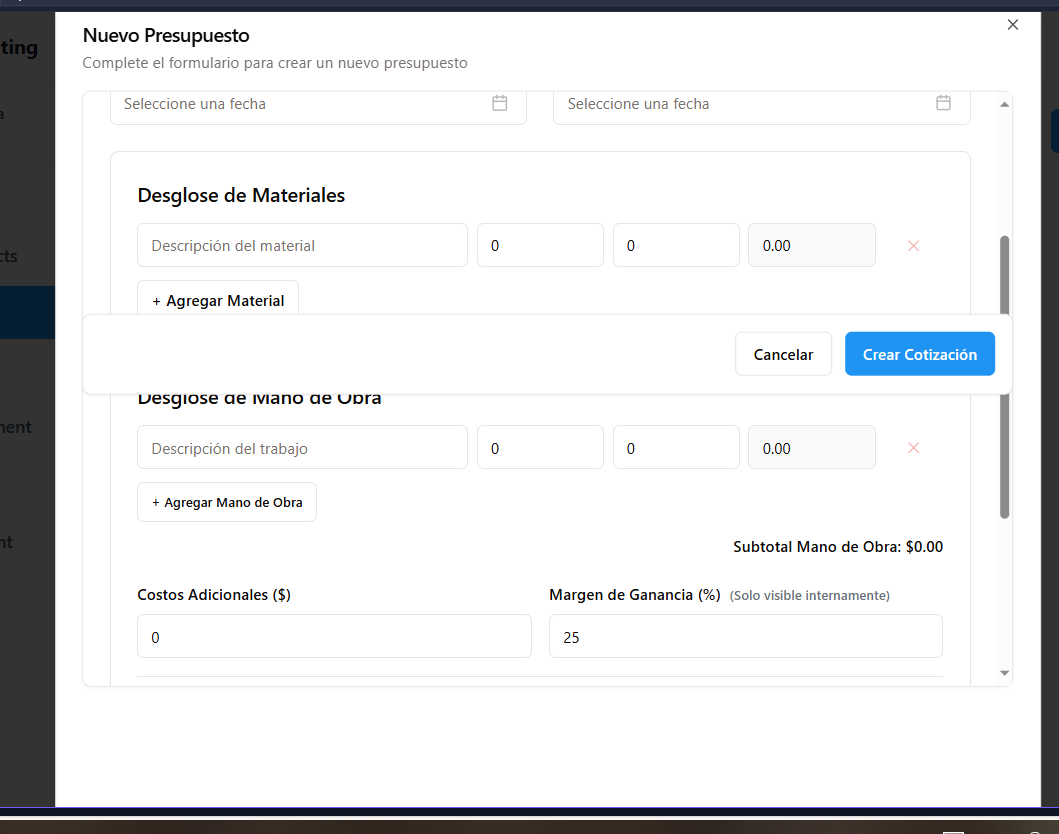 Nuevo Presupuesto
Complete el formulario para crear un nuevo presupuesto
ting
a
Seleccione una fecha Seleccione una fecha
Desglose de Materiales
Descripción del material 0 0 0.00
cts
+ Agregar Material
Cancelar Crear Cotización
Desglose de Mano de Obra
ment
Descripción del trabajo 0 0 0.00
+ Agregar Mano de Obra
nt
Subtotal Mano de Obra: $0.00
Costos Adicionales ($) Margen de Ganancia (%) (Solo visible internamente)
0 25